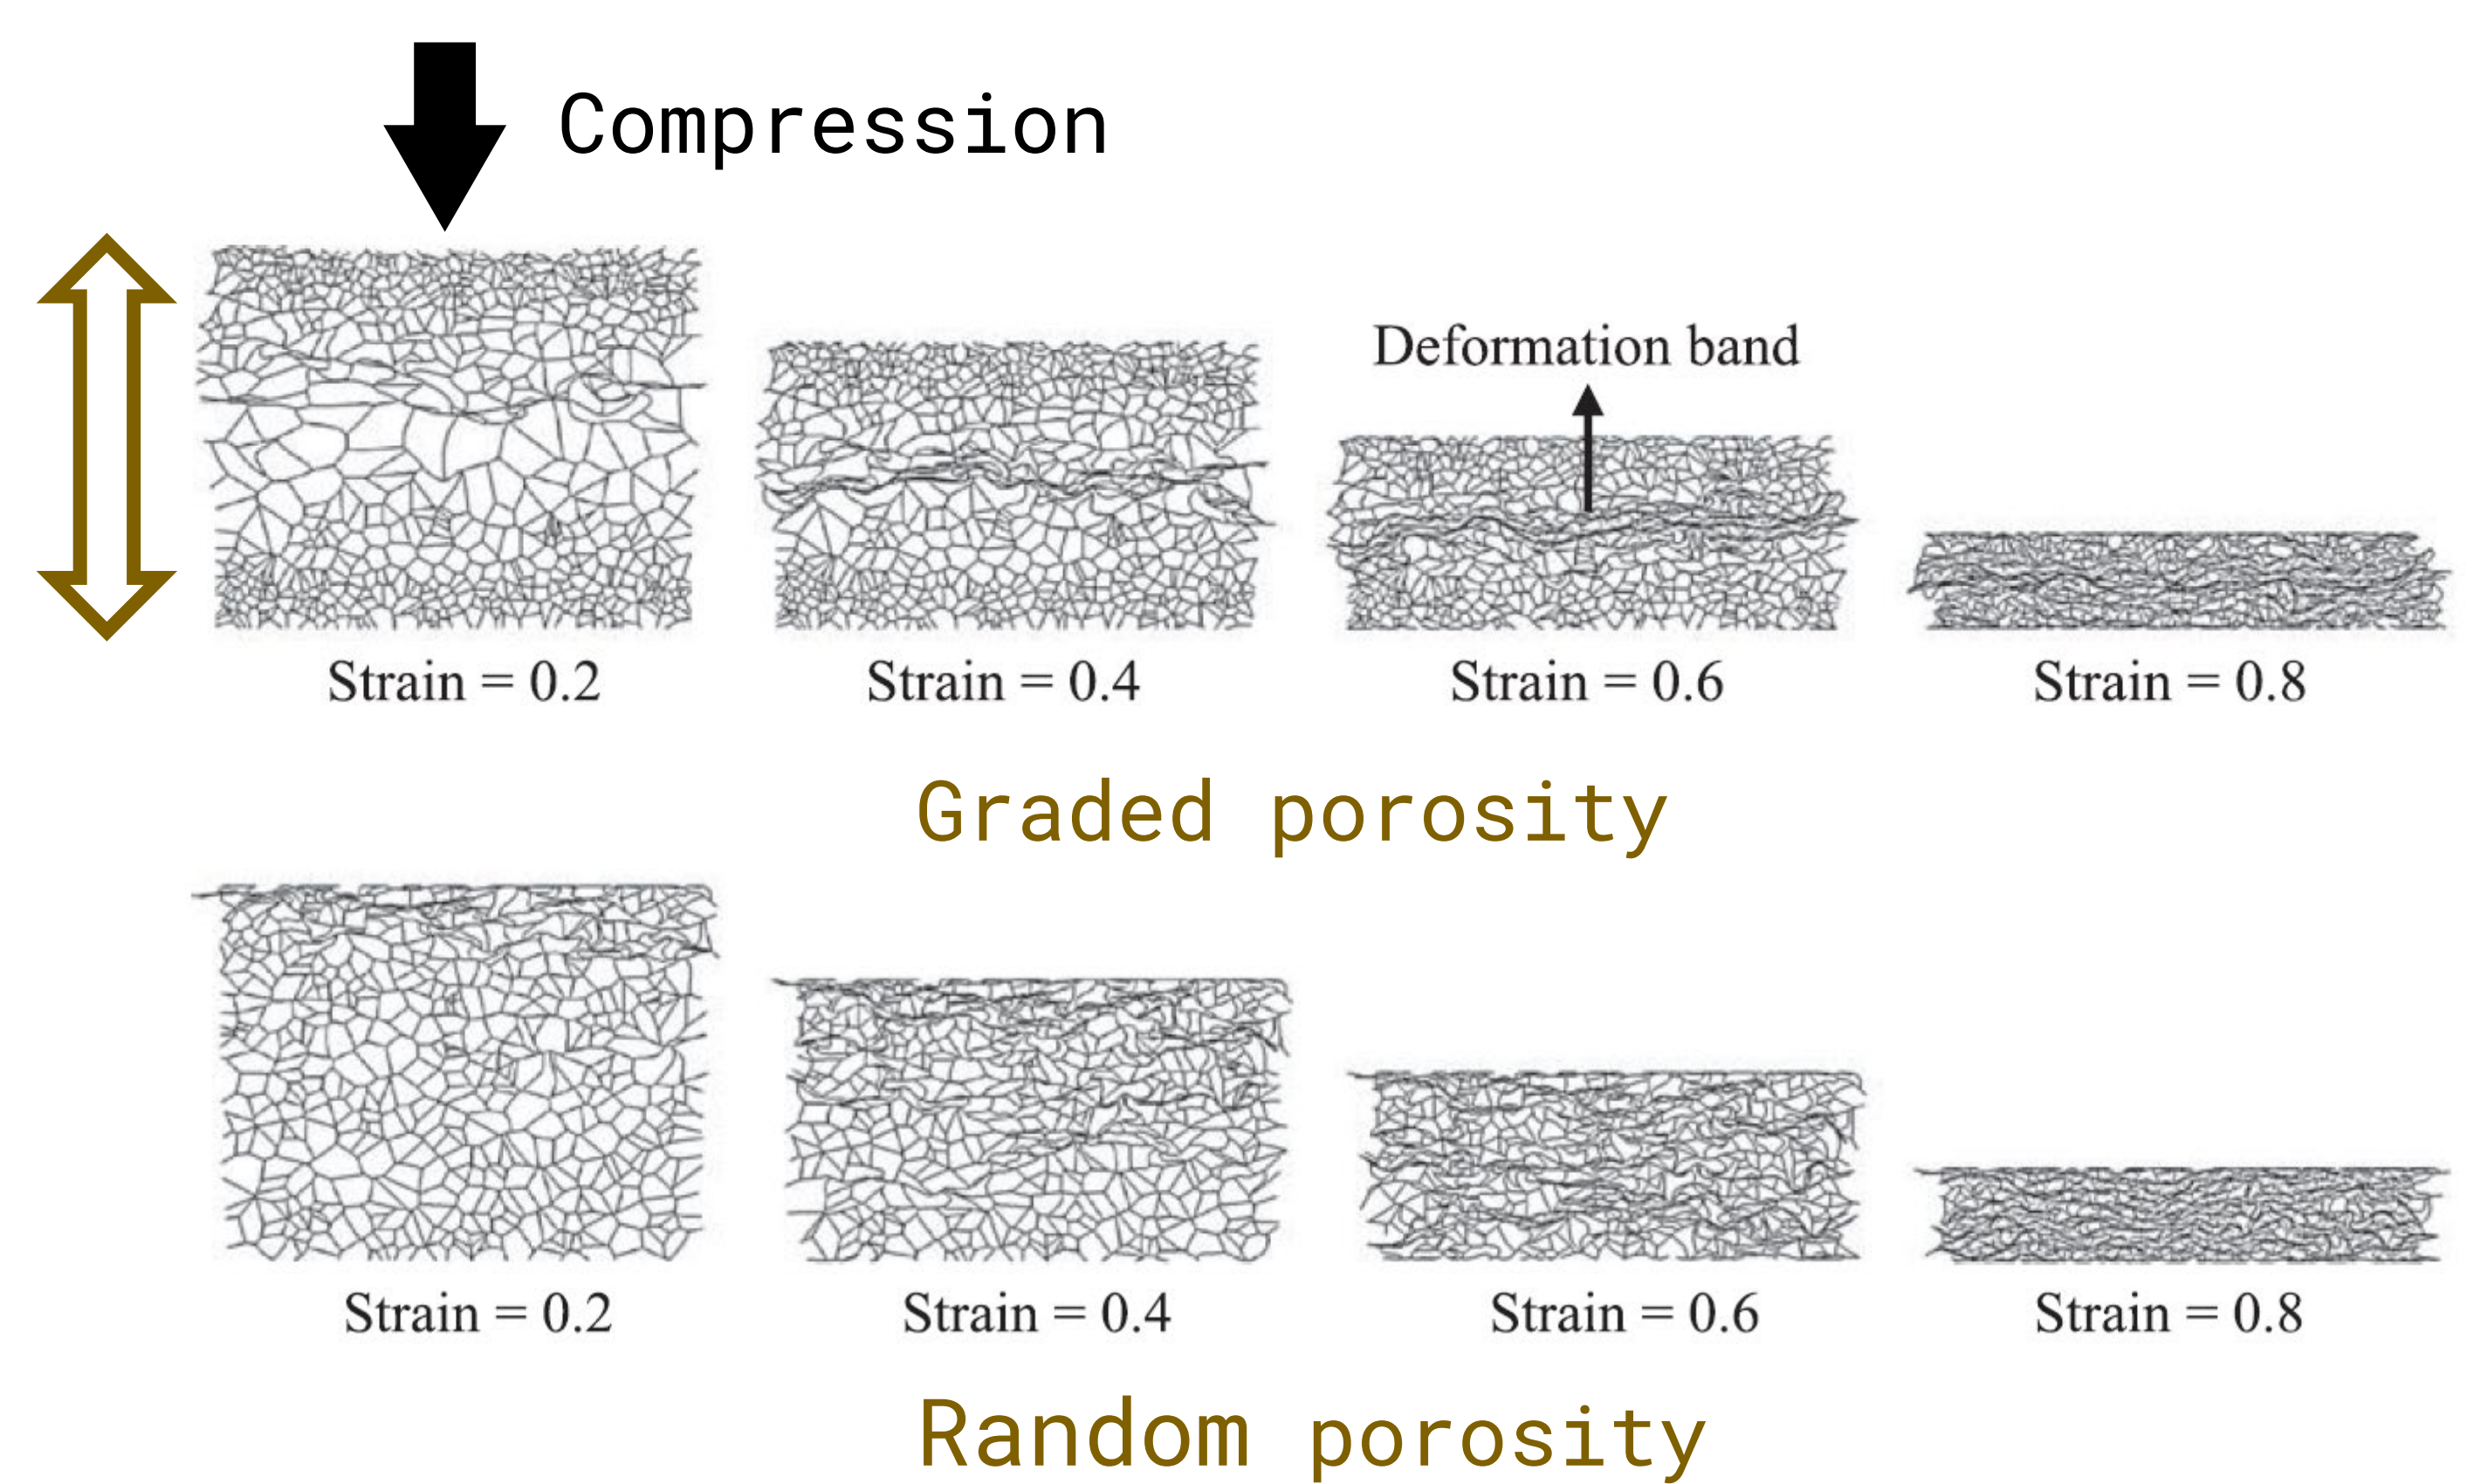 Compression
Deformation band
Strain = 0.2
Strain = 0.4
Strain = 0.6
Strain = 0.8
Graded porosity
Strain = 0.2
Strain = 0.4
Strain = 0.6
Strain = 0.8
Random porosity